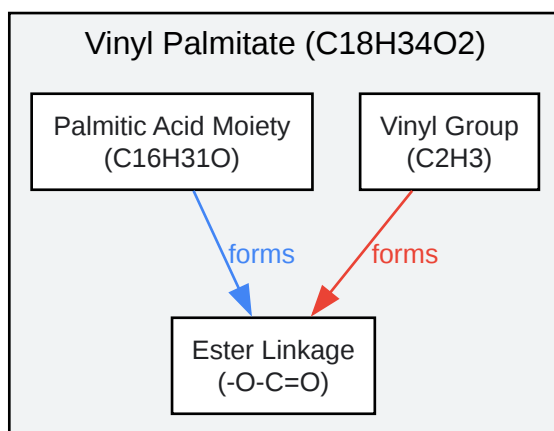 Vinyl Palmitate (C18H34O2)
Palmitic Acid Moiety
(C16H31O)
Vinyl Group
(C2H3)
forms
forms
Ester Linkage
(-O-C=O)